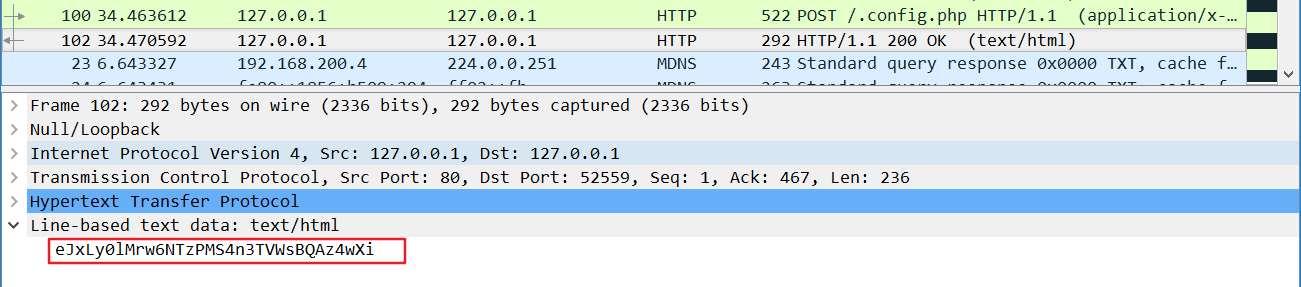 100 34.463612 127.0.0.1 127.0.0.1 HTTP 522 POST /.config.php HTTP/1.1 (application/x-…
102 34.470592 127.0.0.1 127.0.0.1 HTTP 292 HTTP/1.1 200 OK (text/html)
23 6.643327 192.168.200.4 224.0.0.251 MDNS 243 Standard query response 0x0000 TXT, cache f…
Frame 102: 292 bytes on wire (2336 bits), 292 bytes captured (2336 bits)
Null/Loopback
Internet Protocol Version 4, Src: 127.0.0.1, Dst: 127.0.0.1
Transmission Control Protocol, Src Port: 80, Dst Port: 52559, Seq: 1, Ack: 467, Len: 236
Hypertext Transfer Protocol
Line-based text data: text/html
eJxLy0lMrw6NTzPMS4n3TVWsBQAz4wXi